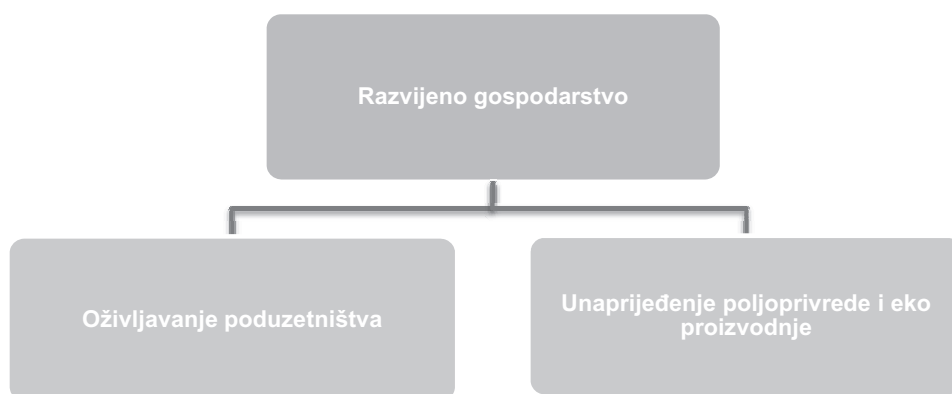 Razvijeno gospodarstvo
Oživljavanje poduzetništva
Unaprijeđenje poljoprivrede i eko
proizvodnje